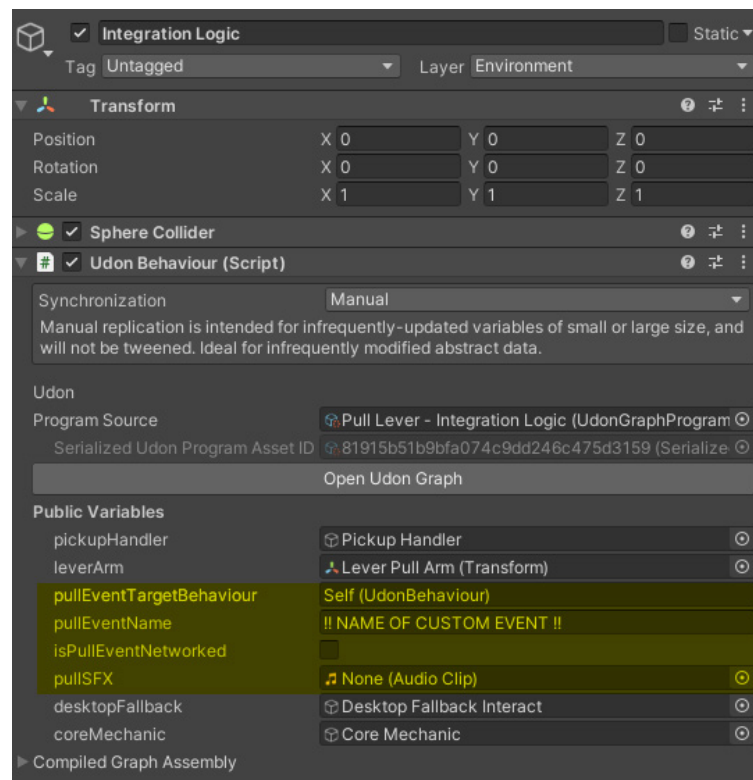 Integration Logic Static
Tag Untagged Layer Environment
Transform
Position X 0 Y 0 Z 0
Rotation X 0 Y 0 Z 0
Scale X 1 Y 1 Z 1
Sphere Collider
# Udon Behaviour (Script)
Synchronization Manual
Manual replication is intended for infrequently-updated variables of small or large size, and
will not be tweened. Ideal for infrequently modified abstract data.
Udon
Program Source Pull Lever - Integration Logic (UdonGraphProgram
Serialized Udon Program Asset ID 81915b51b9bfa074c9dd246c475d3159 (Serialize
Open Udon Graph
Public Variables
pickupHandler Pickup Handler
leverArm Lever Pull Arm (Transform)
pullEventTargetBehaviour Self (UdonBehaviour)
pullEventName !! NAME OF CUSTOM EVENT !!
isPullEventNetworked
pullSFX None (Audio Clip)
desktopFallback Desktop Fallback Interact
coreMechanic Core Mechanic
Compiled Graph Assembly